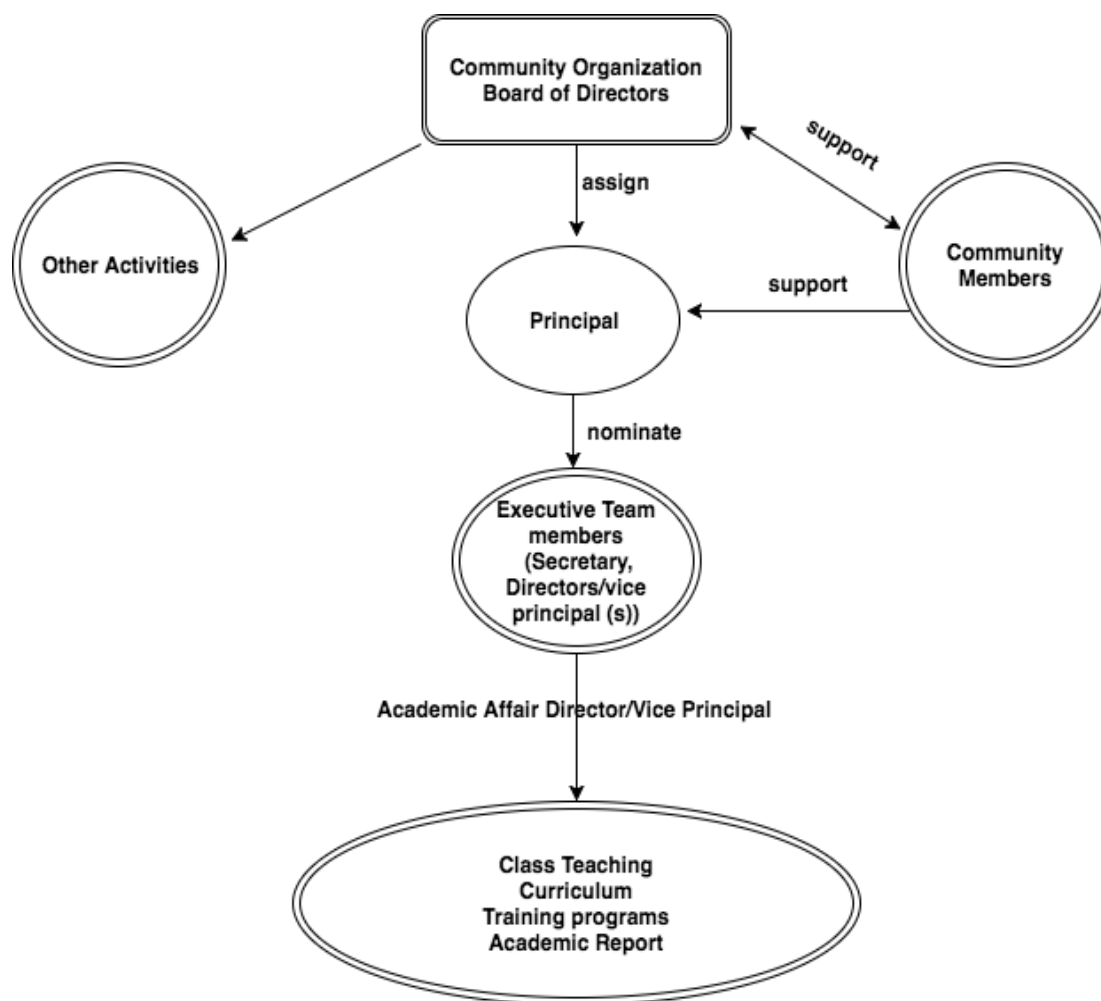 Community Organization
Board of Directors
support
assign
Other Activities
Community
Members
support
Principal
nominate
Executive Team
members
(Secretary,
Directors/vice
principal (s))
Academic Affair Director/Vice Principal
Class Teaching
Curriculum
Training programs
Academic Report